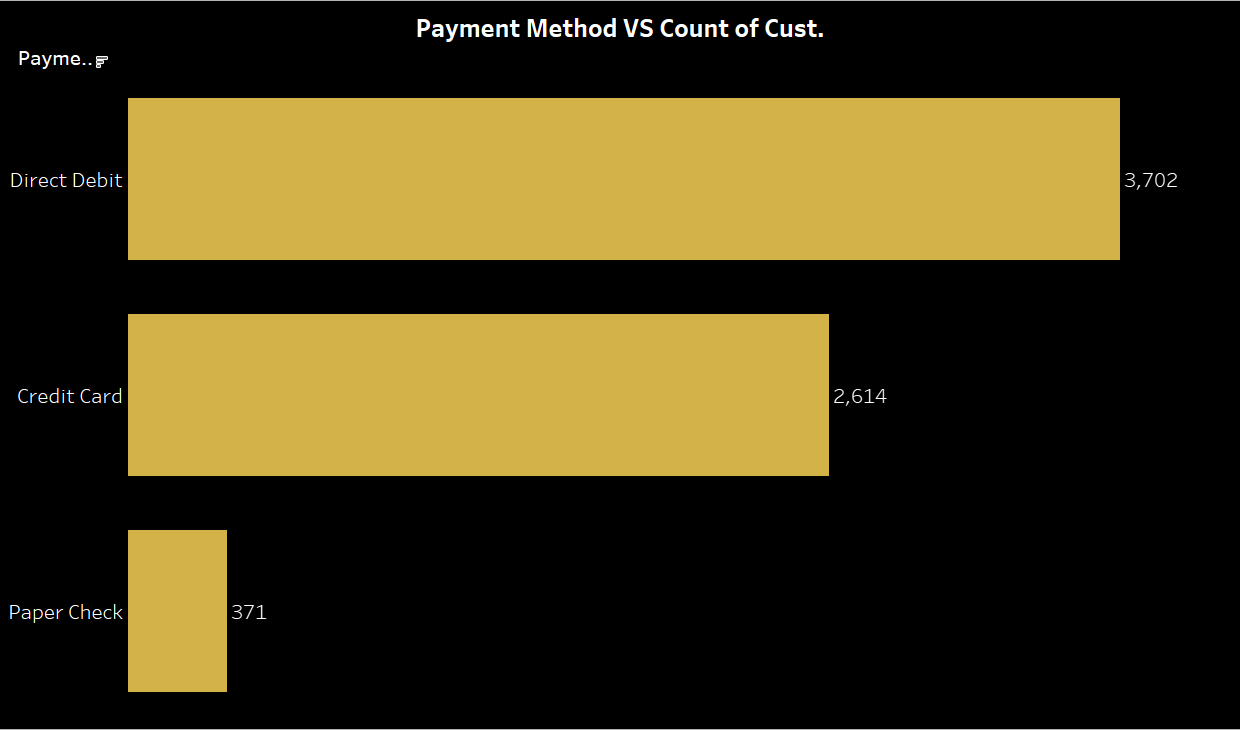 Payment Method VS Count of Cust.
Payme..
Direct Debit 3,702
Credit Card 2,614
Paper Check 371